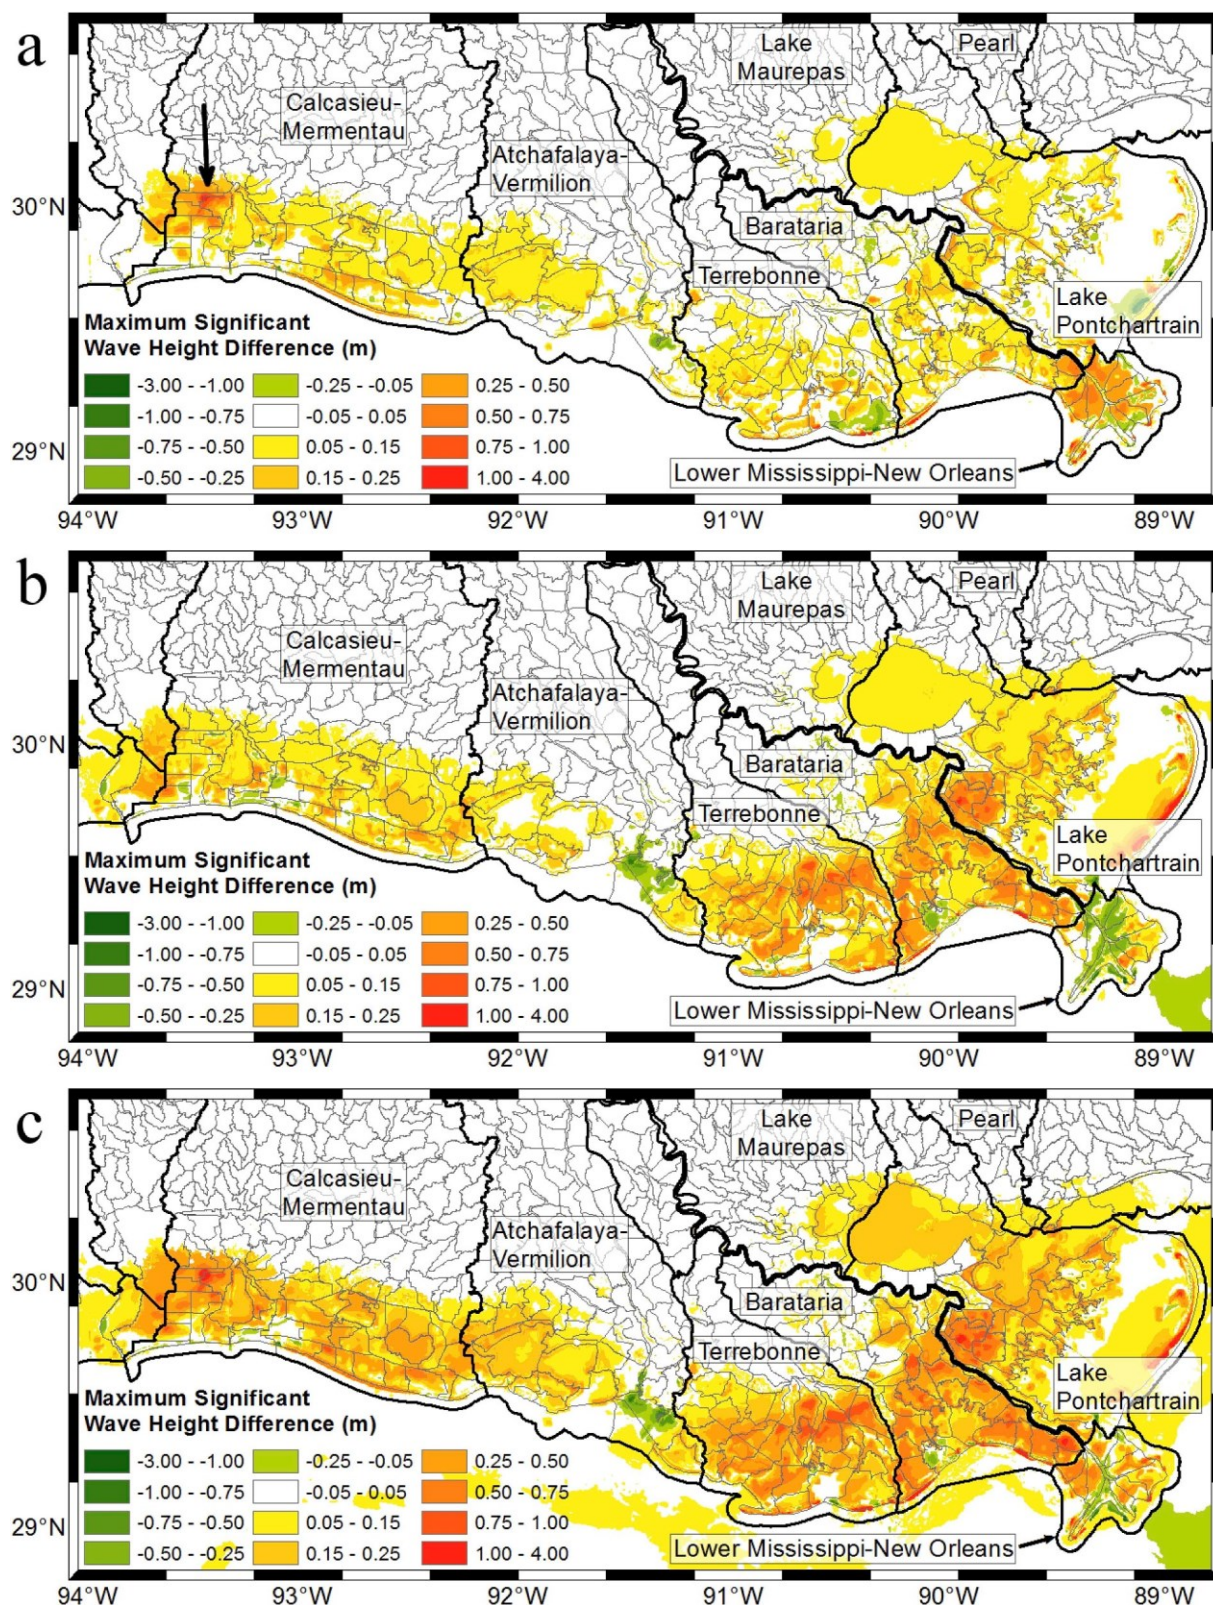 a
Lake
Maurepas
Pearl
Calcasieu-
Mermentau
Atchafalaya-
Vermilion
30°N
Barataria
Terrebonne
Lake
Pontchartrain
Maximum Significant
Wave Height Difference (m)
-3.00 - -1.00 -0.25 - -0.05 0.25 - 0.50
-1.00 - -0.75 -0.05 - 0.05 0.50 - 0.75
-0.75 - -0.50 0.05 - 0.15 0.75 - 1.00
-0.50 - -0.25 0.15 - 0.25 1.00 - 4.00
29°N
Lower Mississippi-New Orleans
94°W 93°W 92°W 91°W 90°W 89°W
b
Lake
Maurepas
Pearl
Calcasieu-
Mermentau
Atchafalaya-
Vermilion
30°N
Barataria
Terrebonne
Lake
Pontchartrain
Maximum Significant
Wave Height Difference (m)
-3.00 - -1.00 -0.25 - -0.05 0.25 - 0.50
-1.00 - -0.75 -0.05 - 0.05 0.50 - 0.75
-0.75 - -0.50 0.05 - 0.15 0.75 - 1.00
-0.50 - -0.25 0.15 - 0.25 1.00 - 4.00
29°N
Lower Mississippi-New Orleans
94°W 93°W 92°W 91°W 90°W 89°W
c
Lake
Maurepas
Pearl
Calcasieu-
Mermentau
Atchafalaya-
Vermilion
30°N
Barataria
Terrebonne
Lake
Pontchartrain
Maximum Significant
Wave Height Difference (m)
-3.00 - -1.00 -0.25 - -0.05 0.25 - 0.50
-1.00 - -0.75 -0.05 - 0.05 0.50 - 0.75
-0.75 - -0.50 0.05 - 0.15 0.75 - 1.00
-0.50 - -0.25 0.15 - 0.25 1.00 - 4.00
29°N
Lower Mississippi-New Orleans
94°W 93°W 92°W 91°W 90°W 89°W